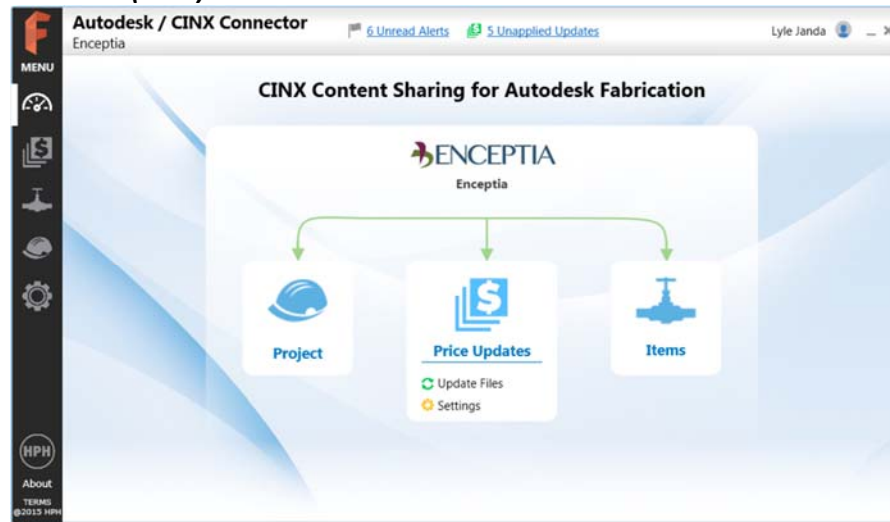 Autodesk / CINX Connector
Enceptia
6 Unread Alerts
5 Unapplied Updates
Lyle Janda
MENU
CINX Content Sharing for Autodesk Fabrication
ENCEPTIA
Enceptia
Project
Price Updates
Items
Update Files
Settings
HPH
About
TERMS
@2015 HPH